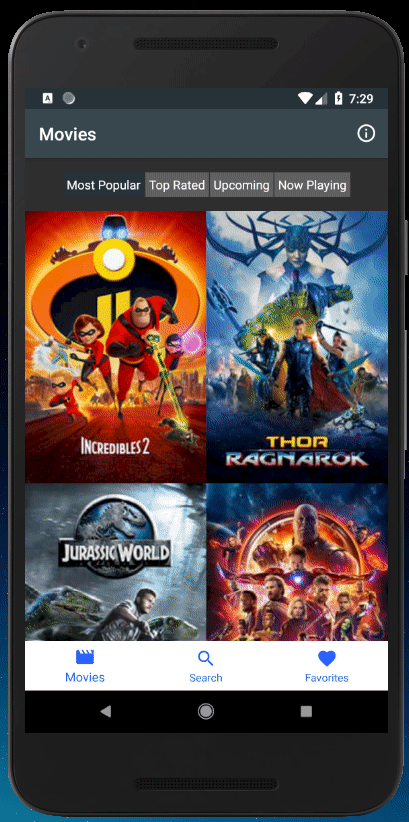 A 7:29
Movies
Most Popular Top Rated Upcoming Now Playing
INCREDIBLES 2
THOR
RAGNAROK
JURASSIC WORLD
Movies Search Favorites